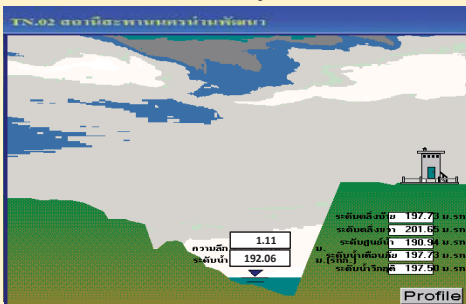 TN.02 สถานีสะพานนครน่านพัฒนา
ระดับตลิ่งซ้าย 197.73 ม.รท
ระดับตลิ่งขวา 201.65 ม.รท
ความลึก 1.11 ม.
ระดับศูนย์น้ำ 190.94 ม.รท
ระดับน้ำ 192.06 ม.(รทก.)
ระดับน้ำเตือนภัย 197.73 ม.รท
ระดับน้ำวิกฤติ 197.50 ม.รท
Profile